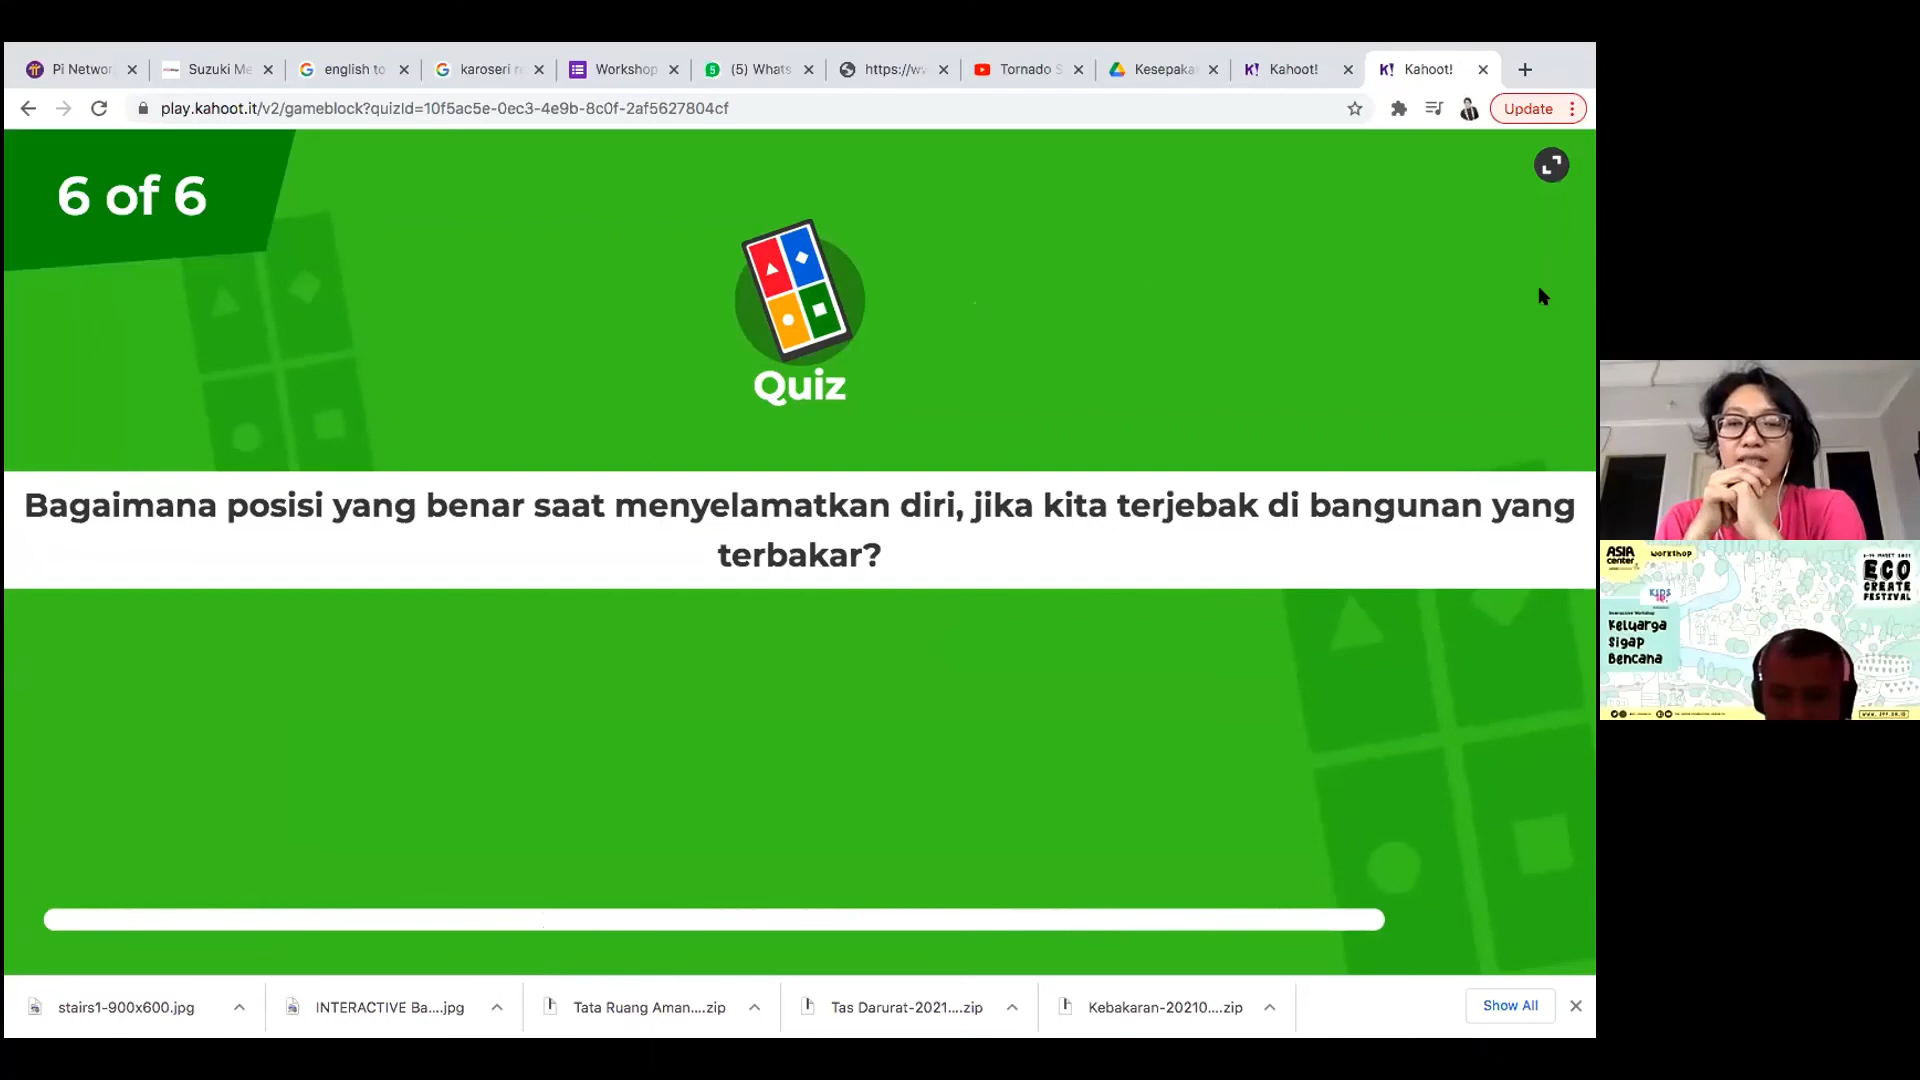 Pi Networ
Suzuki Me
english to
karoseri r
Workshop
(5) Whats
https://w
Tornado S
Kesepaka
Kahoot!
Kahoot!
play.kahoot.it/v2/gameblock?quizId=10f5ac5e-0ec3-4e9b-8c0f-2af5627804cf
Update
6 of 6
Quiz
Bagaimana posisi yang benar saat menyelamatkan diri, jika kita terjebak di bangunan yang
terbakar?
ASIA
center
workshop
ECO
CREATE
FESTIVAL
KIDS
Keluarga
Sigap
Bencana
stairs1-900x600.jpg
INTERACTIVE Ba....jpg
Tata Ruang Aman....zip
Tas Darurat-2021....zip
Kebakaran-20210....zip
Show All